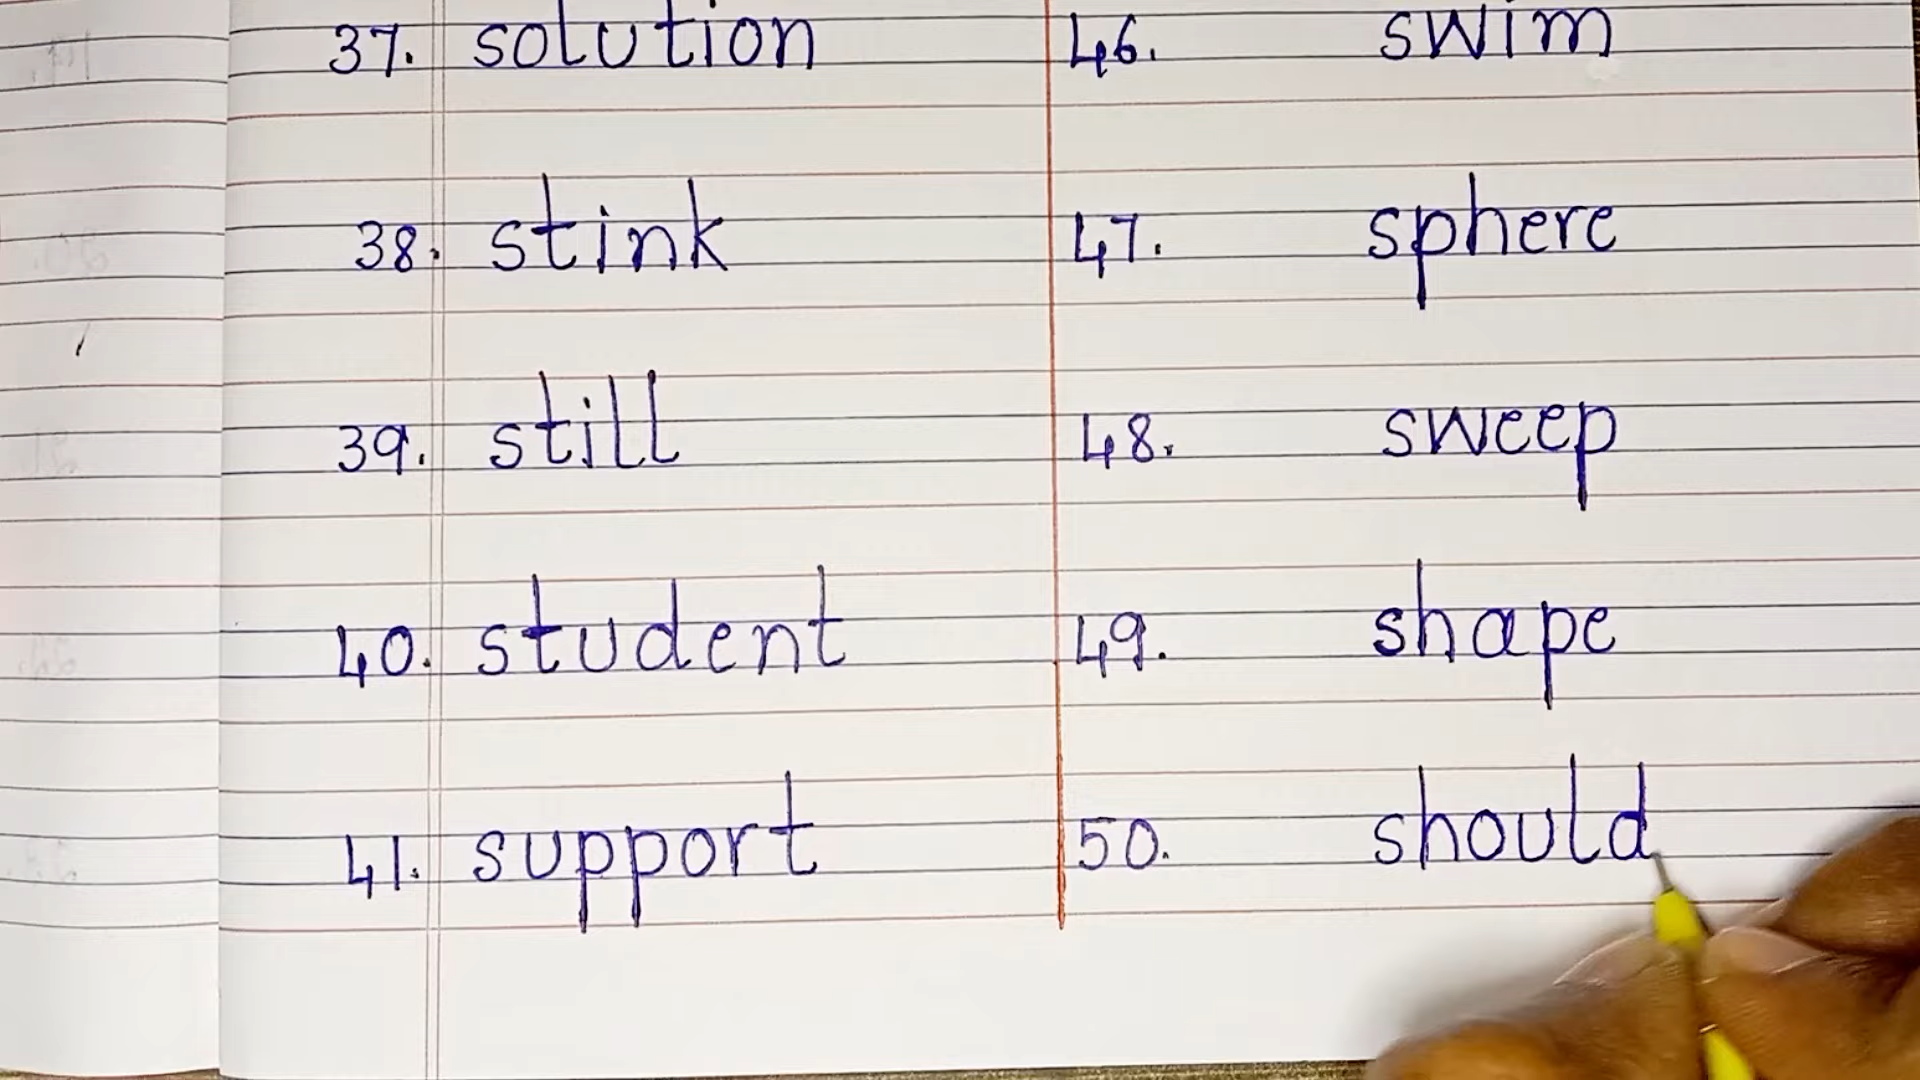 37. solution
38. stink
39. still
40. student
41. support
46. swim
47. sphere
48. sweep
49. shape
50. should